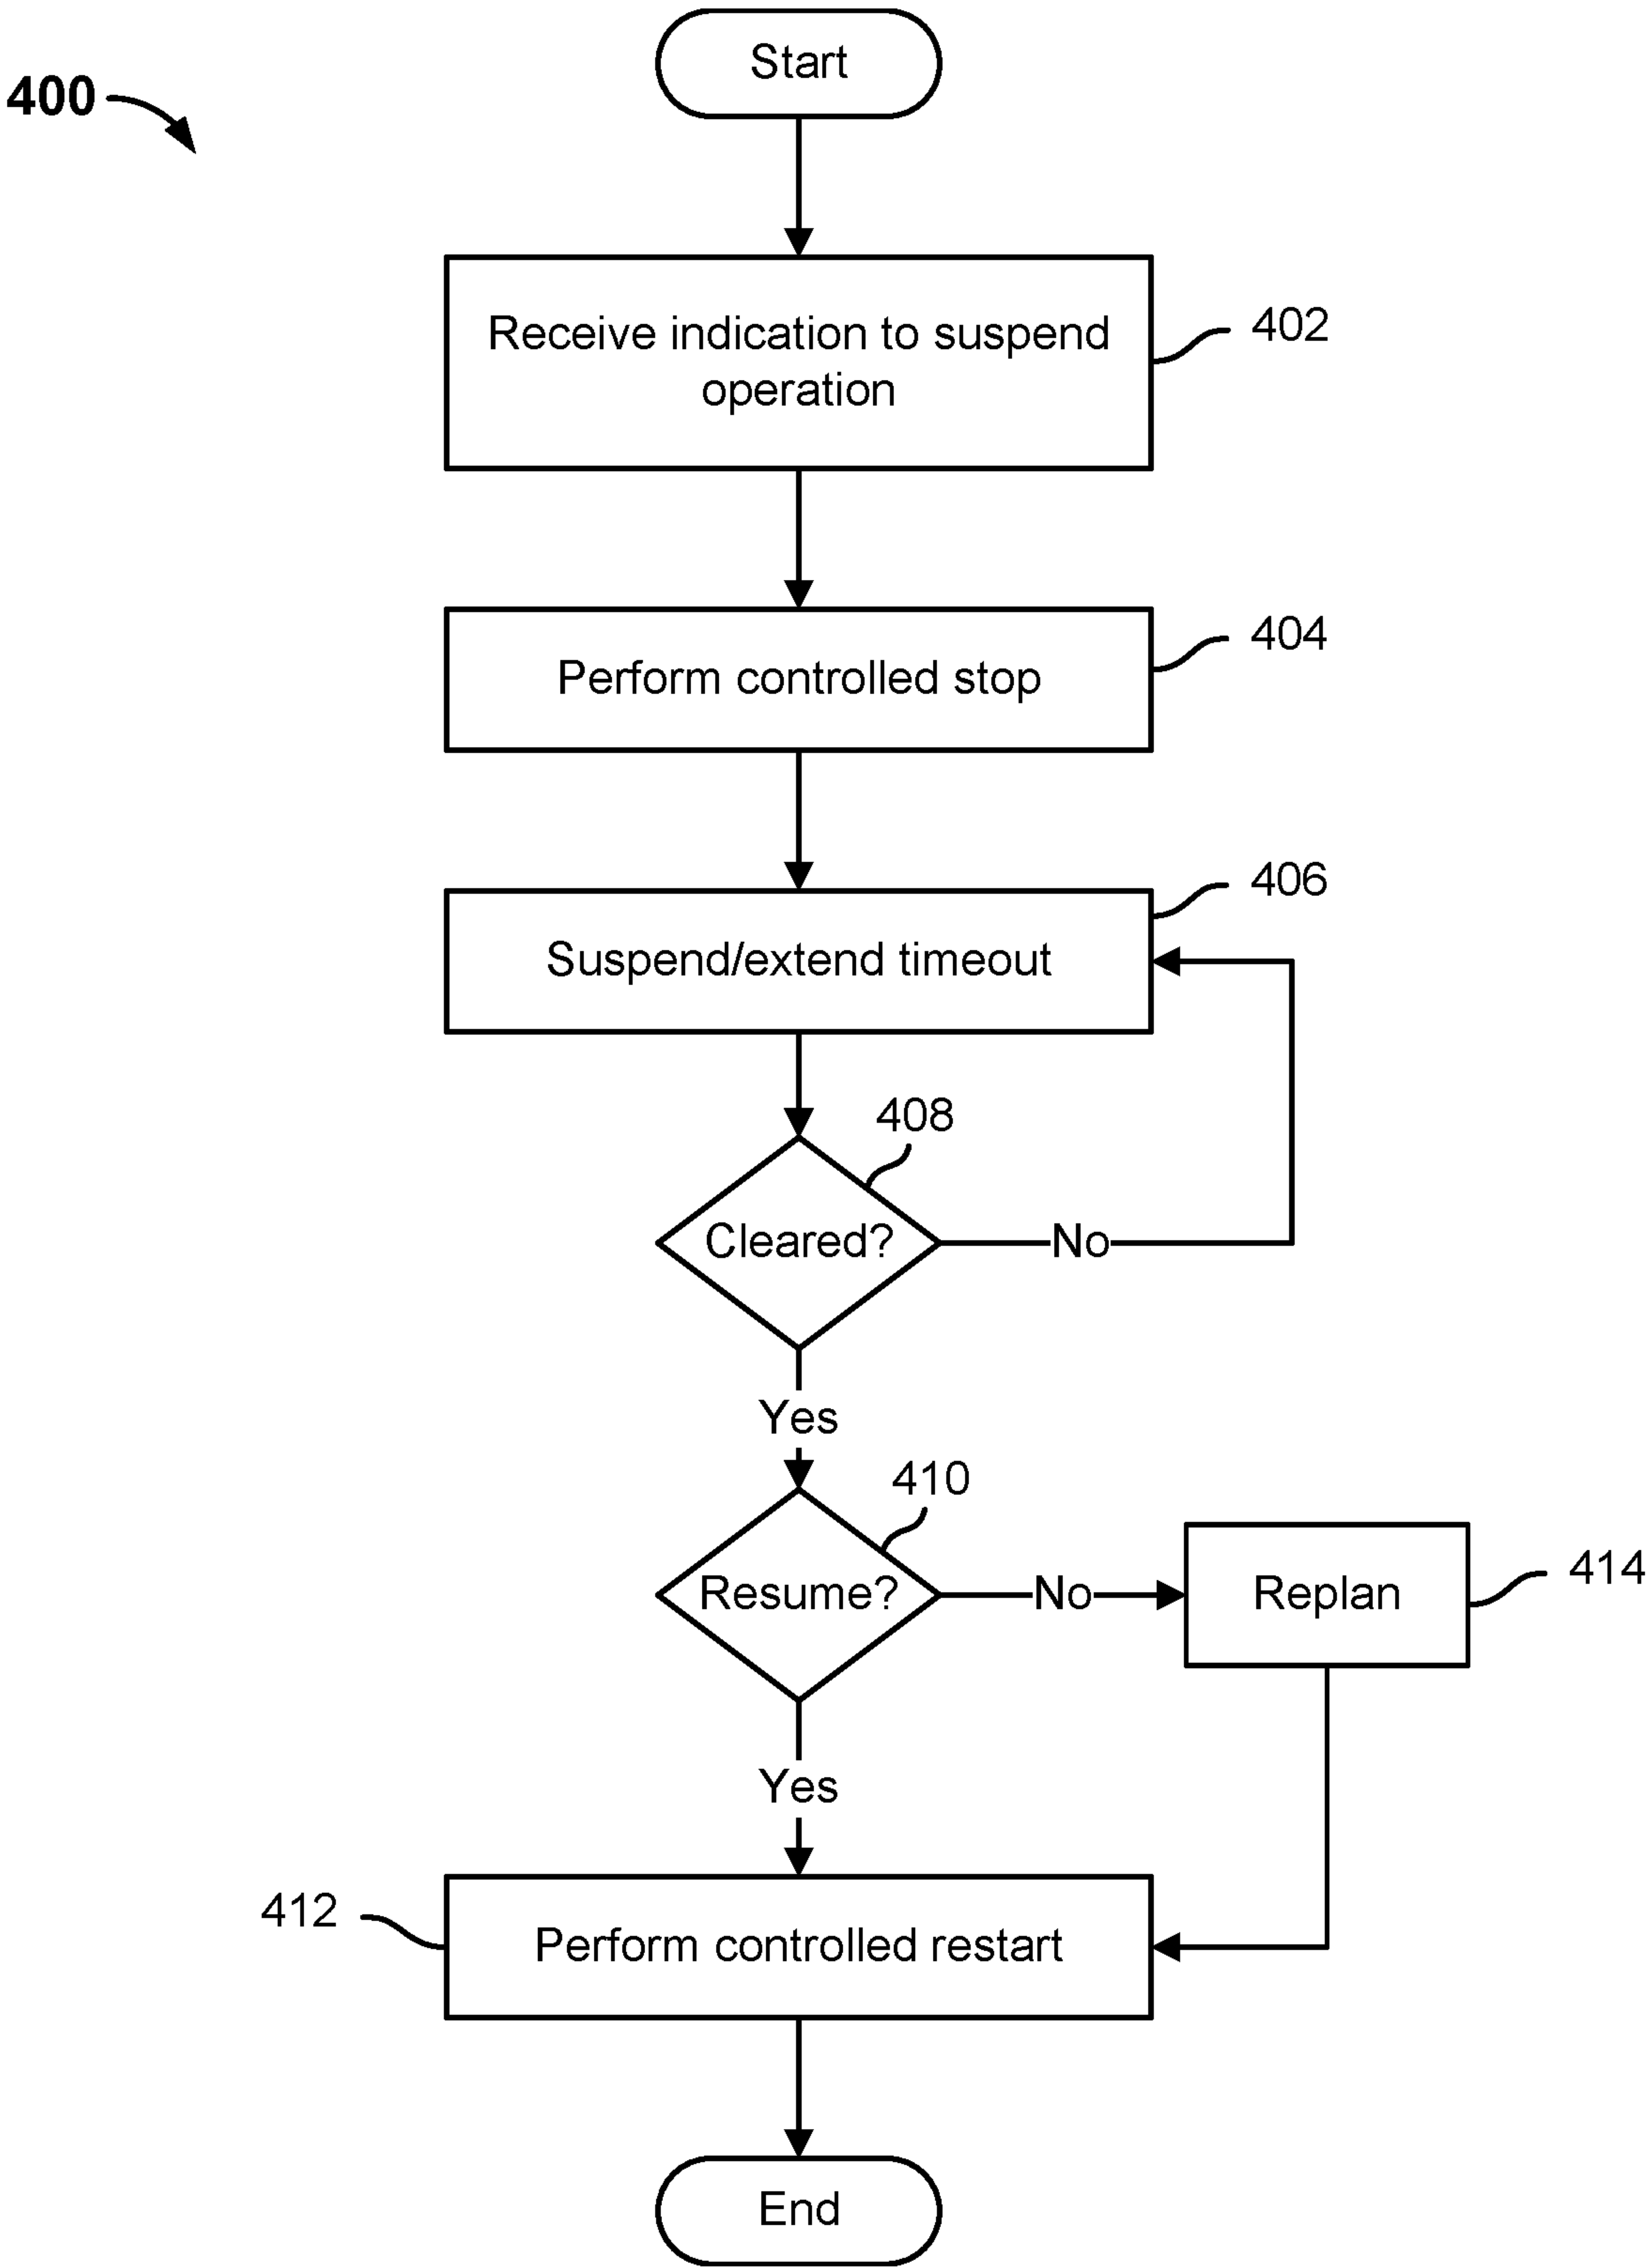 Start
400
Receive indication to suspend
operation
402
Perform controlled stop
404
Suspend/extend timeout
406
Cleared?
408
No
Yes
Resume?
410
No
Replan
414
Yes
Perform controlled restart
412
End